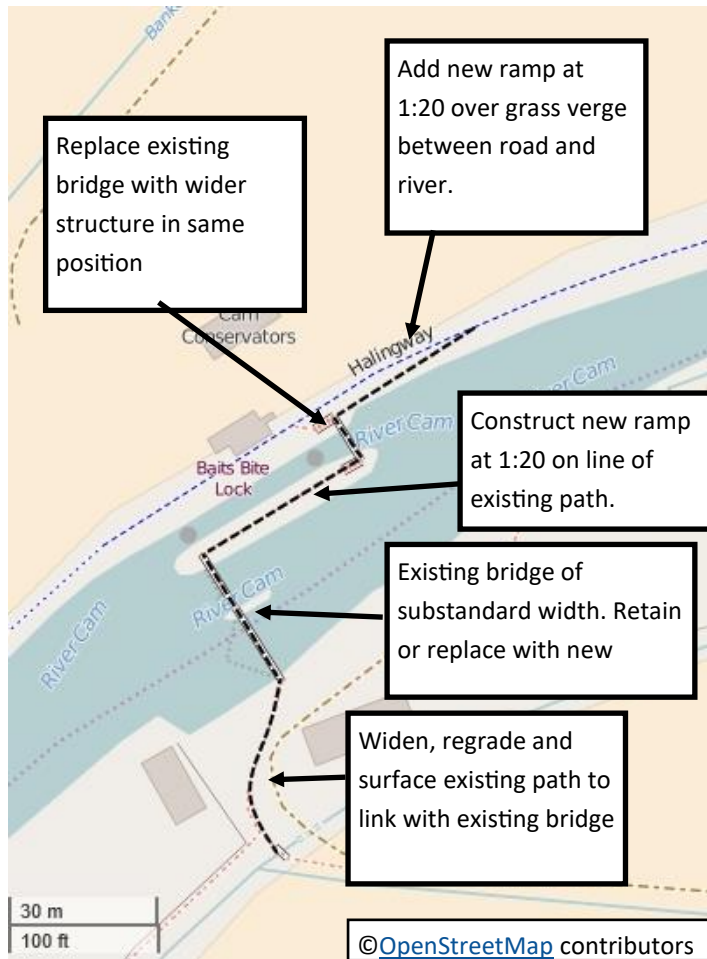 Banks
Add new ramp at
1:20 over grass verge
between road and
river.
Replace existing
bridge with wider
structure in same
position
Cam
Conservators
Halingway
River Cam
River Cam
Construct new ramp
at 1:20 on line of
existing path.
Baits Bite
Lock
Existing bridge of
substandard width. Retain
or replace with new
River Cam
River Cam
Widen, regrade and
surface existing path to
link with existing bridge
30 m
100 ft
©OpenStreetMap contributors